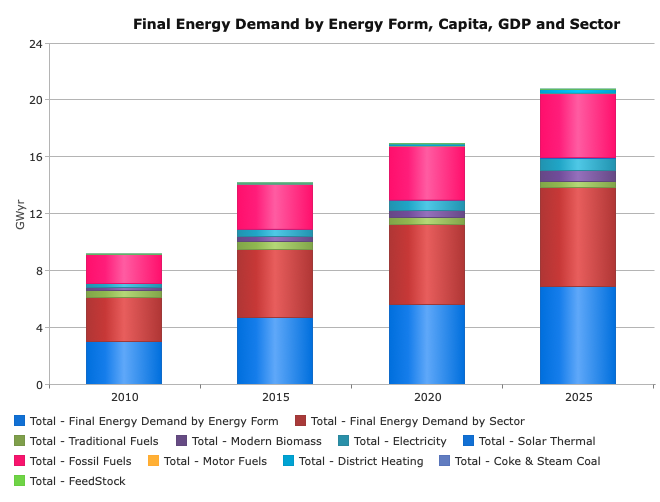 Final Energy Demand by Energy Form, Capita, GDP and Sector
24
20
16
12
8
4
0
GWyr
2010 2015 2020 2025
Total - Final Energy Demand by Energy Form Total - Final Energy Demand by Sector
Total - Traditional Fuels Total - Modern Biomass Total - Electricity Total - Solar Thermal
Total - Fossil Fuels Total - Motor Fuels Total - District Heating Total - Coke & Steam Coal
Total - FeedStock